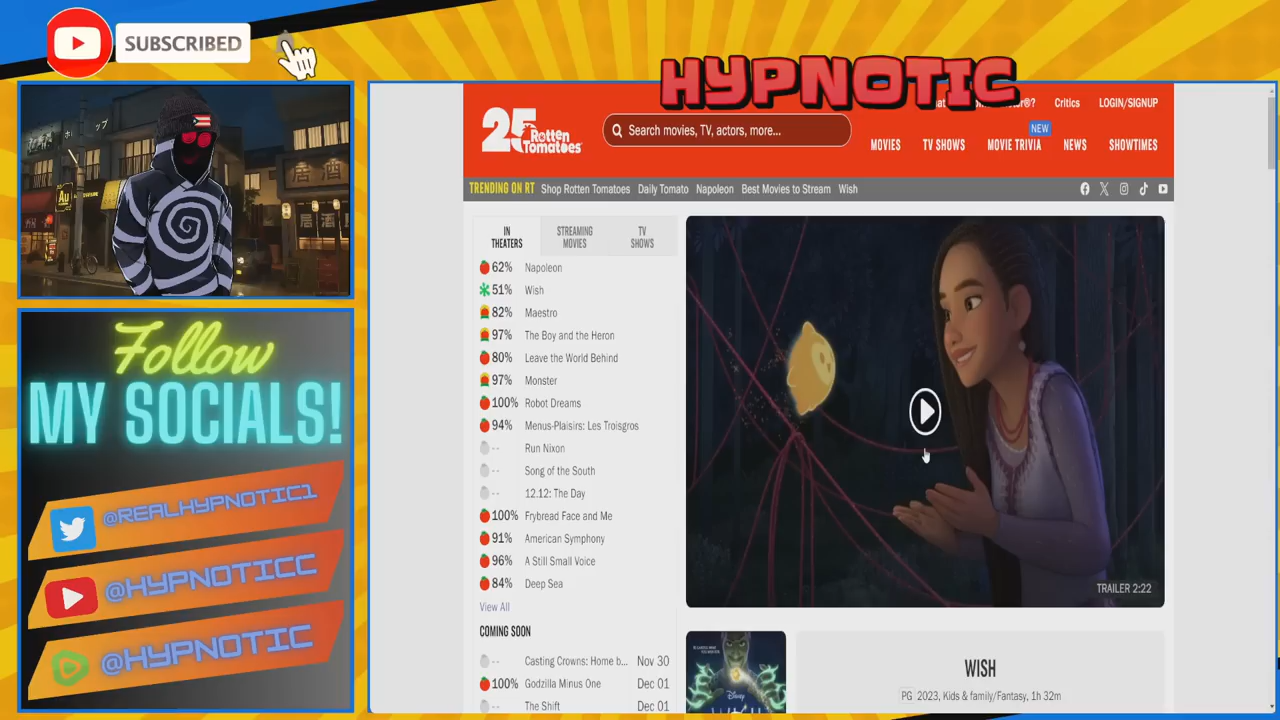 SUBSCRIBED
HYPNOTIC
Critics
LOGIN/SIGNUP
25 Rotten Tomatoes
Search movies, TV, actors, more...
NEW
MOVIES
TV SHOWS
MOVIE TRIVIA
NEWS
SHOWTIMES
TRENDING ON RT
Shop Rotten Tomatoes
Daily Tomato
Napoleon
Best Movies to Stream
Wish
IN THEATERS
STREAMING MOVIES
TV SHOWS
62% Napoleon
51% Wish
82% Maestro
97% The Boy and the Heron
80% Leave the World Behind
97% Monster
100% Robot Dreams
94% Menus-Plaisirs: Les Troisgros
-- Run Nixon
-- Song of the South
-- 12.12: The Day
100% Frybread Face and Me
91% American Symphony
96% A Still Small Voice
84% Deep Sea
View All
COMING SOON
-- Casting Crowns: Home b... Nov 30
100% Godzilla Minus One Dec 01
-- The Shift Dec 01
TRAILER 2:22
Disney
WISH
PG 2023, Kids & family/Fantasy, 1h 32m
Follow
MY SOCIALS!
@REALHYPNOTIC1
@HYPNOTICC
@HYPNOTIC